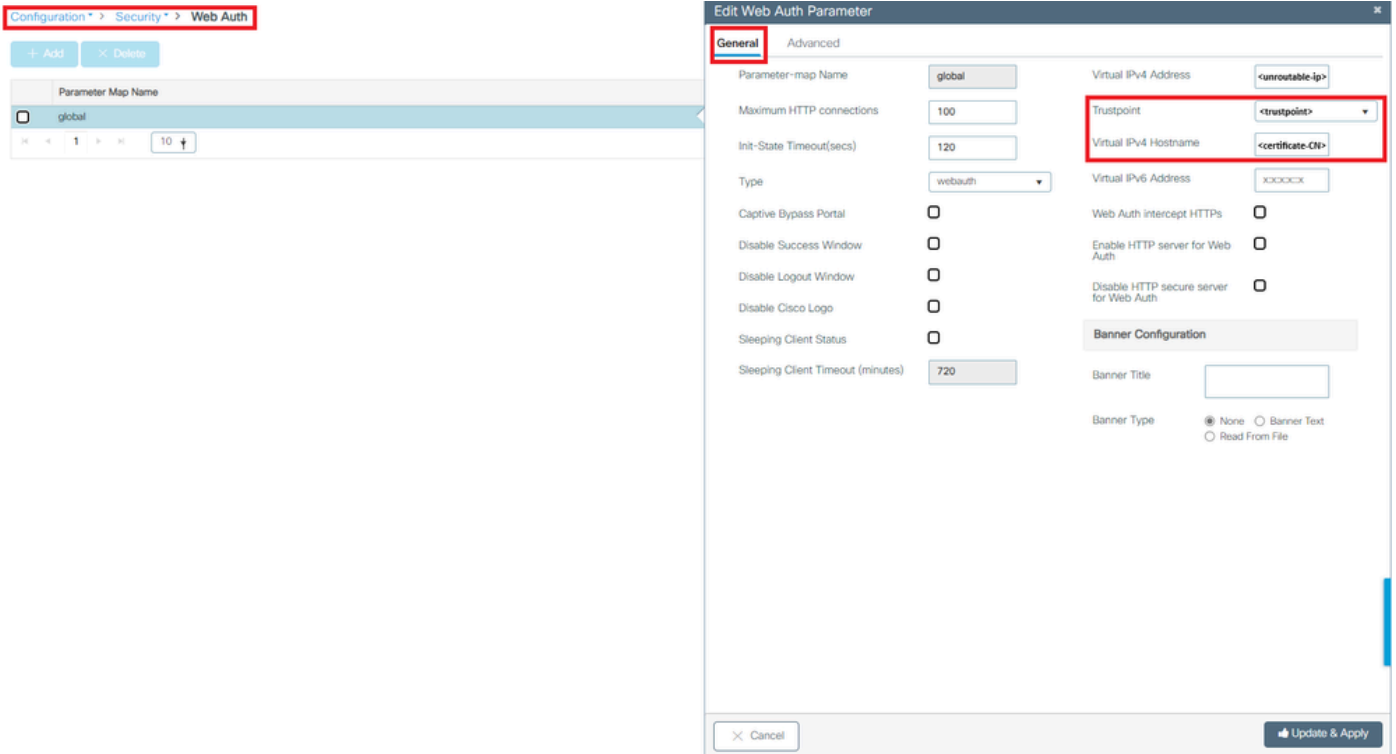 Configuration > Security > Web Auth
+ Add
× Delete
Parameter Map Name
global
1
10
Edit Web Auth Parameter
General
Advanced
Parameter-map Name
global
Maximum HTTP connections
100
Init-State Timeout(secs)
120
Type
webauth
Captive Bypass Portal
Disable Success Window
Disable Logout Window
Disable Cisco Logo
Sleeping Client Status
Sleeping Client Timeout (minutes)
720
Virtual IPv4 Address
<unroutable-ip>
Trustpoint
<trustpoint>
Virtual IPv4 Hostname
<certificate-CN>
Virtual IPv6 Address
Web Auth intercept HTTPs
Enable HTTP server for Web
Auth
Disable HTTP secure server
for Web Auth
Banner Configuration
Banner Title
Banner Type
None
Banner Text
Read From File
× Cancel
Update & Apply